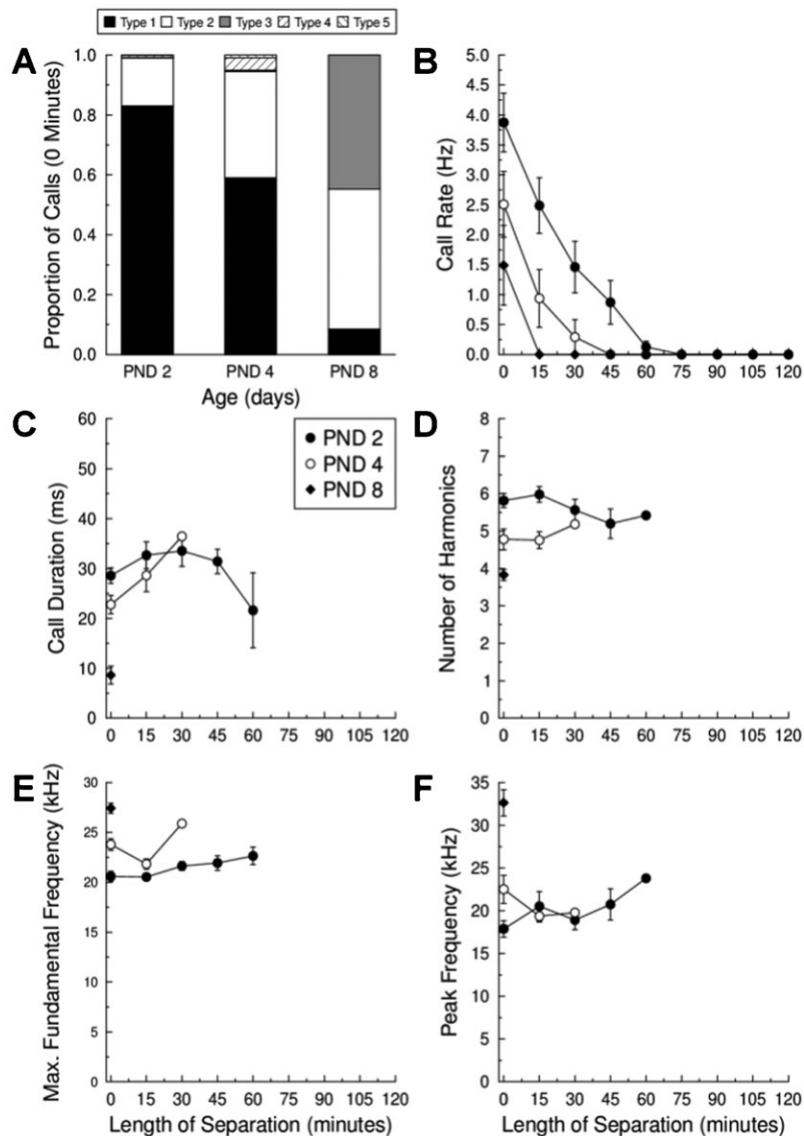 Type 1 Type 2 Type 3 Type 4 Type 5
A
Proportion of Calls (0 Minutes)
1.0
0.8
0.6
0.4
0.2
0.0
PND 2 PND 4 PND 8
Age (days)
B
Call Rate (Hz)
5.0
4.5
4.0
3.5
3.0
2.5
2.0
1.5
1.0
0.5
0.0
0 15 30 45 60 75 90 105 120
C
Call Duration (ms)
60
50
40
30
20
10
0
PND 2
PND 4
PND 8
0 15 30 45 60 75 90 105 120
D
Number of Harmonics
8
7
6
5
4
3
2
1
0
0 15 30 45 60 75 90 105 120
E
Max. Fundamental Frequency (kHz)
30
25
20
15
10
5
0
0 15 30 45 60 75 90 105 120
Length of Separation (minutes)
F
Peak Frequency (kHz)
35
30
25
20
15
10
5
0
0 15 30 45 60 75 90 105 120
Length of Separation (minutes)